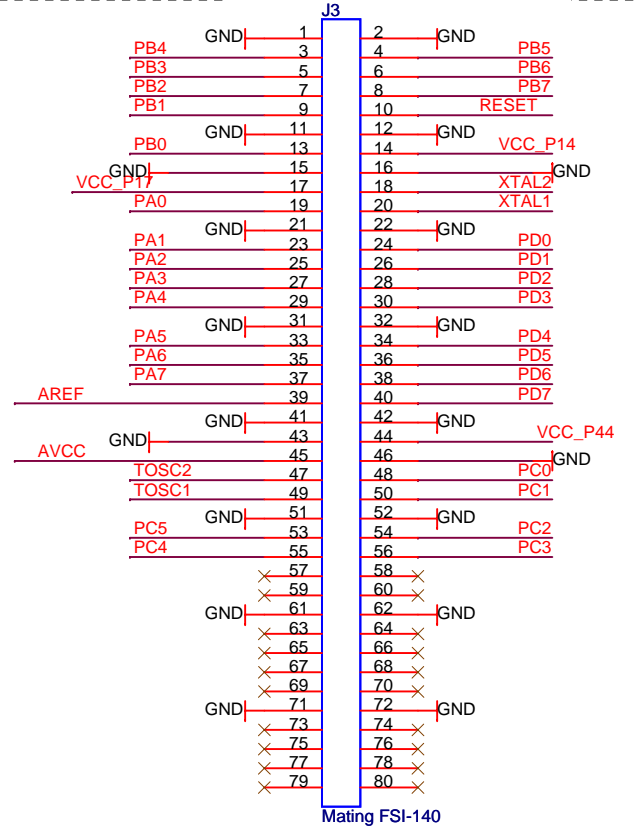 J3
GND 1 2 GND
PB4 3 4 PB5
PB3 5 6 PB6
PB2 7 8 PB7
PB1 9 10 RESET
GND 11 12 GND
PB0 13 14 VCC_P14
GND 15 16 GND
VCC_P17 17 18 XTAL2
PA0 19 20 XTAL1
GND 21 22 GND
PA1 23 24 PD0
PA2 25 26 PD1
PA3 27 28 PD2
PA4 29 30 PD3
GND 31 32 GND
PA5 33 34 PD4
PA6 35 36 PD5
PA7 37 38 PD6
AREF 39 40 PD7
GND 41 42 GND
GND 43 44 VCC_P44
AVCC 45 46 GND
TOSC2 47 48 PC0
TOSC1 49 50 PC1
GND 51 52 GND
PC5 53 54 PC2
PC4 55 56 PC3
57 58
59 60
GND 61 62 GND
63 64
65 66
67 68
69 70
GND 71 72 GND
73 74
75 76
77 78
79 80
Mating FSI-140